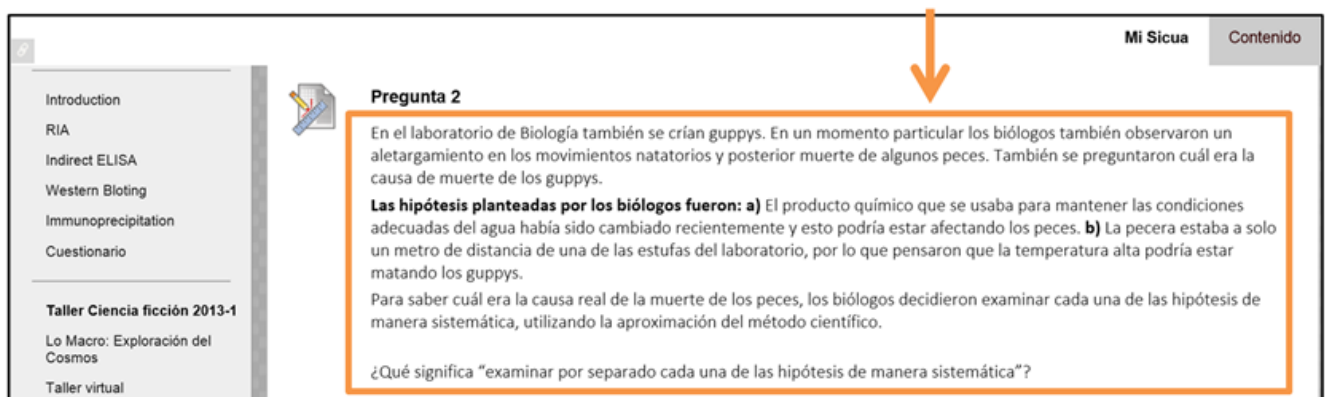 Mi Sicua
Contenido
Introduction
RIA
Indirect ELISA
Western Bloting
Immunoprecipitation
Cuestionario
Taller Ciencia ficción 2013-1
Lo Macro: Exploración del
Cosmos
Taller virtual
Pregunta 2
En el laboratorio de Biología también se crían guppys. En un momento particular los biólogos también observaron un
aletargamiento en los movimientos natatorios y posterior muerte de algunos peces. También se preguntaron cuál era la
causa de muerte de los guppys.
Las hipótesis planteadas por los biólogos fueron: a) El producto químico que se usaba para mantener las condiciones
adecuadas del agua había sido cambiado recientemente y esto podría estar afectando los peces. b) La pecera estaba a solo
un metro de distancia de una de las estufas del laboratorio, por lo que pensaron que la temperatura alta podría estar
matando los guppys.
Para saber cuál era la causa real de la muerte de los peces, los biólogos decidieron examinar cada una de las hipótesis de
manera sistemática, utilizando la aproximación del método científico.
¿Qué significa “examinar por separado cada una de las hipótesis de manera sistemática”?